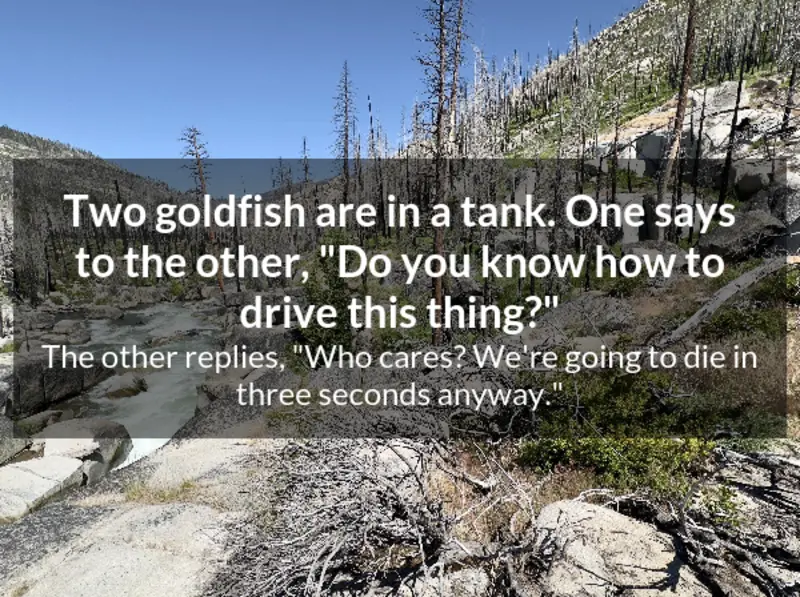 Two goldfish are in a tank. One says
to the other, "Do you know how to
drive this thing?"
The other replies, "Who cares? We're going to die in
three seconds anyway."